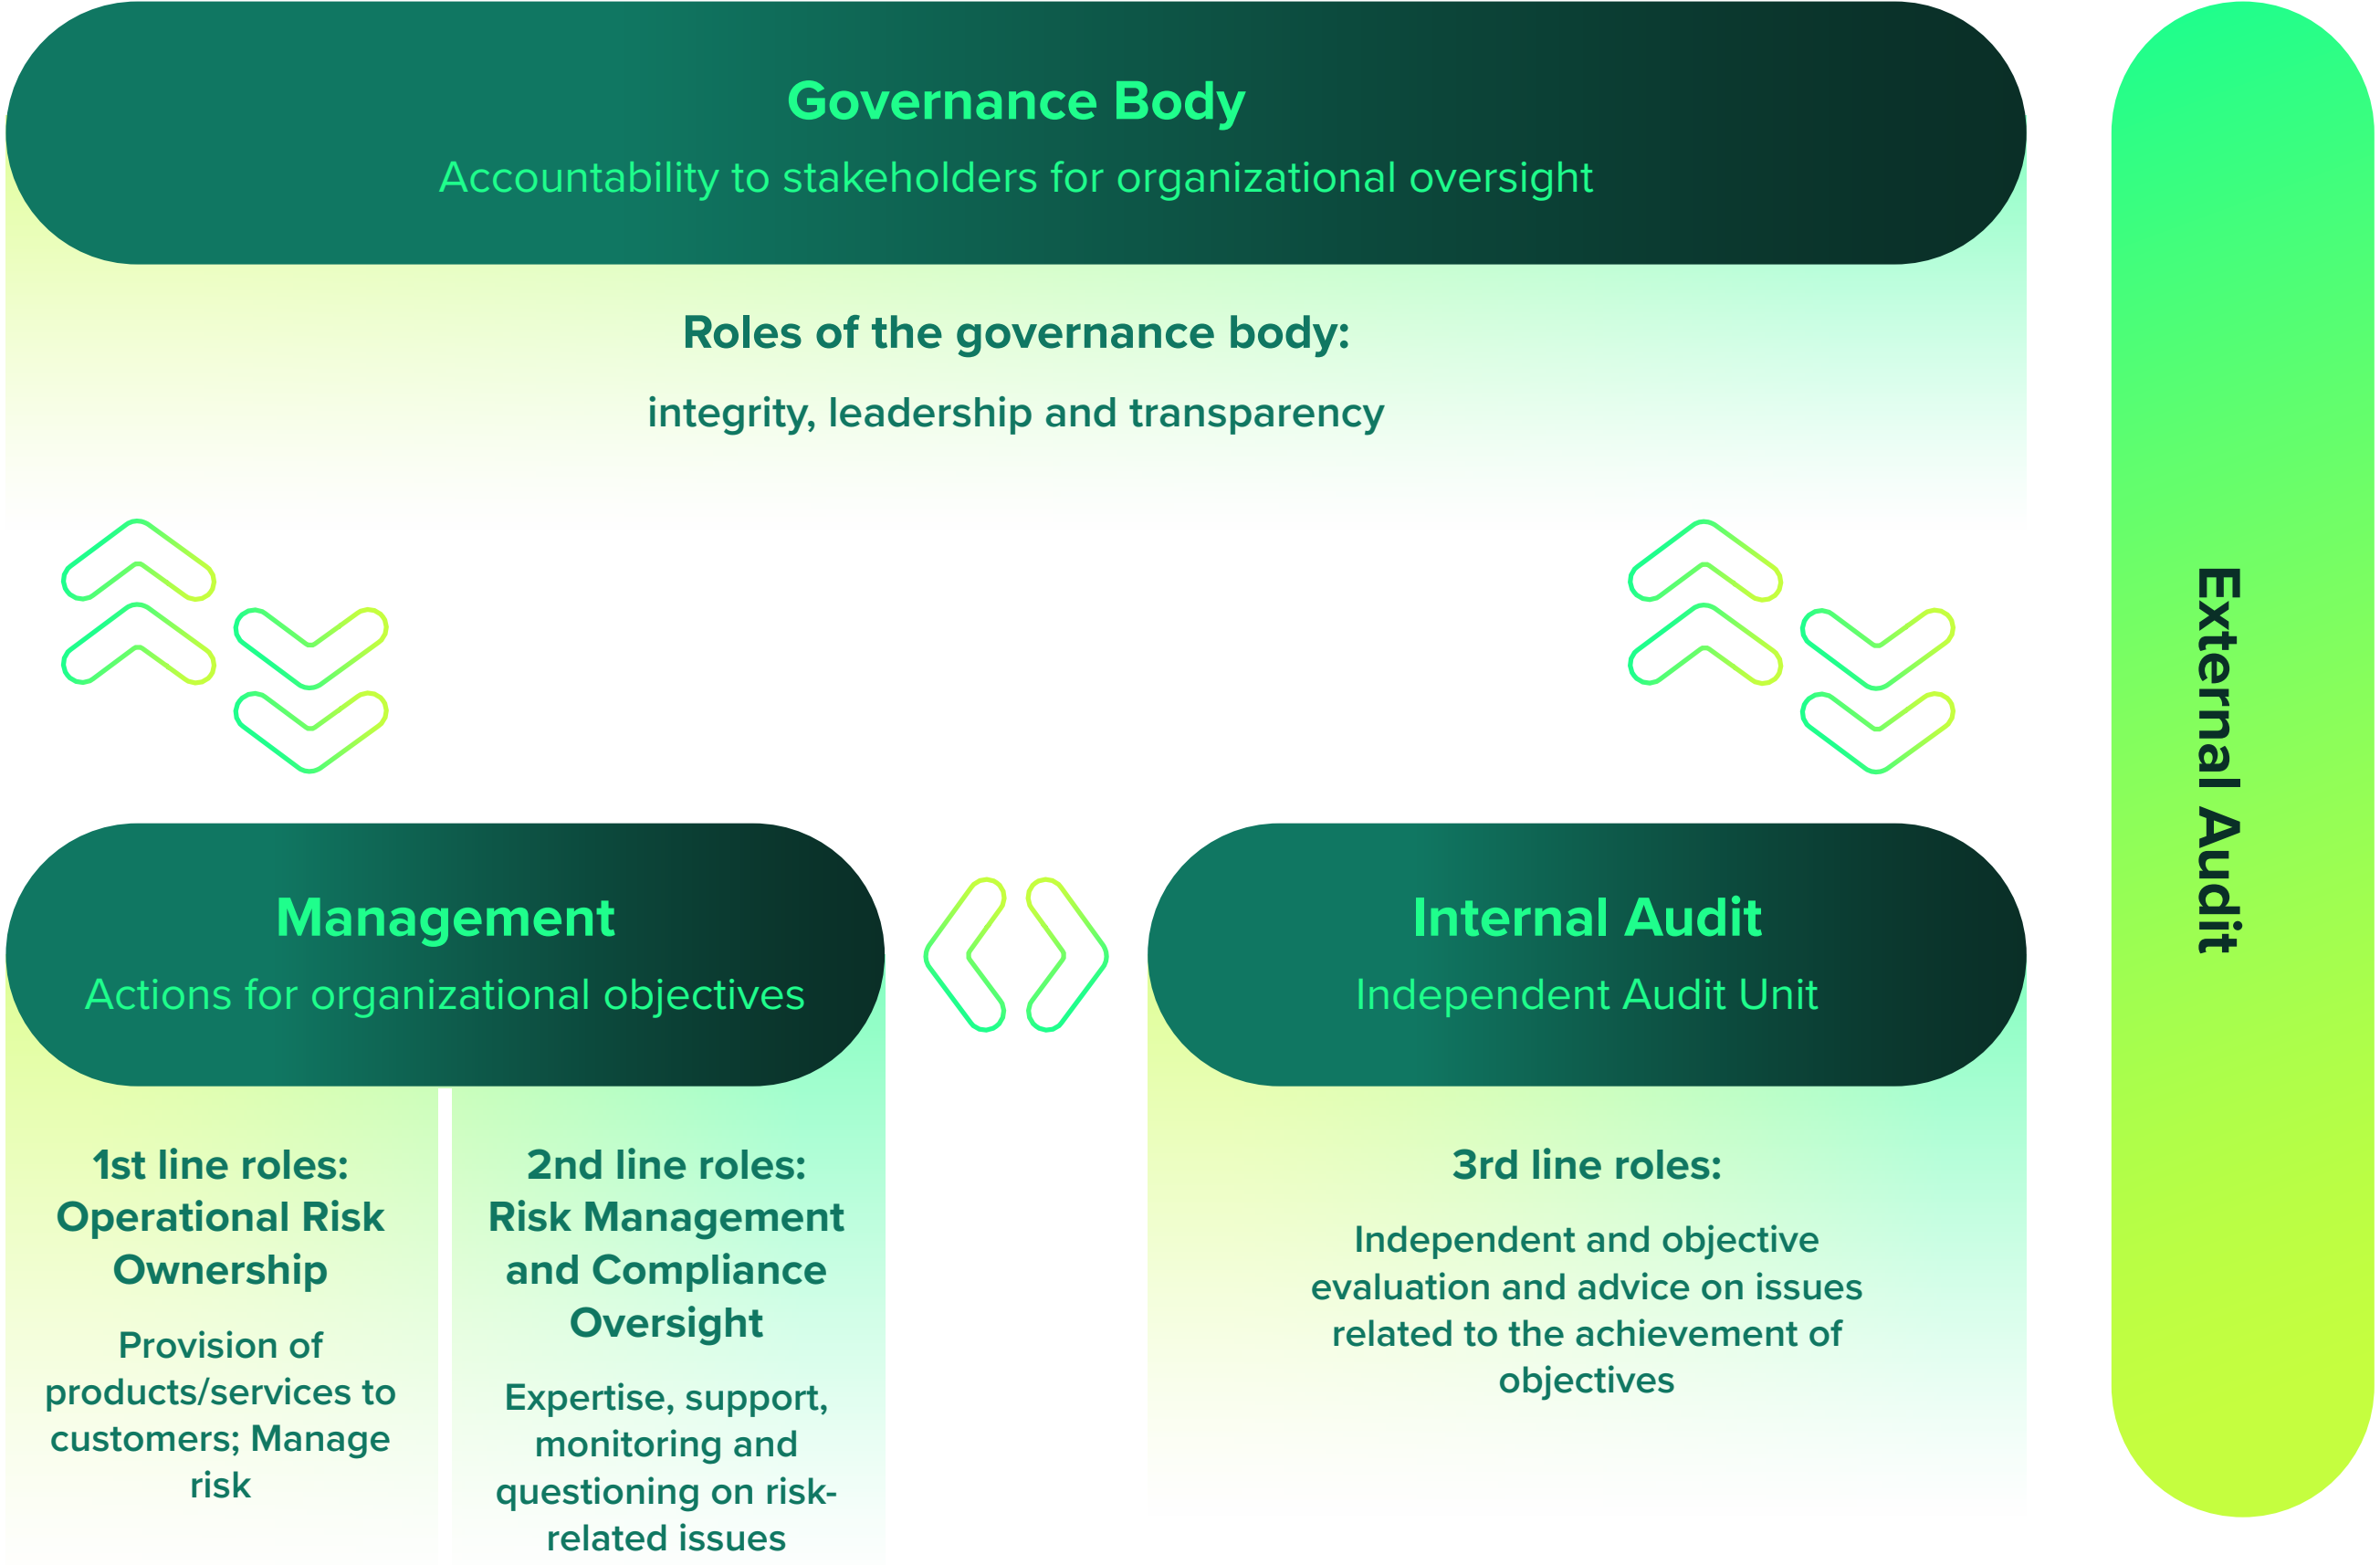 Governance Body
Accountability to stakeholders for organizational oversight
Roles of the governance body:
integrity, leadership and transparency
Management
Actions for organizational objectives
1st line roles:
Operational Risk
Ownership
Provision of
products/services to
customers; Manage
risk
2nd line roles:
Risk Management
and Compliance
Oversight
Expertise, support,
monitoring and
questioning on risk-
related issues
Internal Audit
Independent Audit Unit
3rd line roles:
Independent and objective
evaluation and advice on issues
related to the achievement of
objectives
External Audit